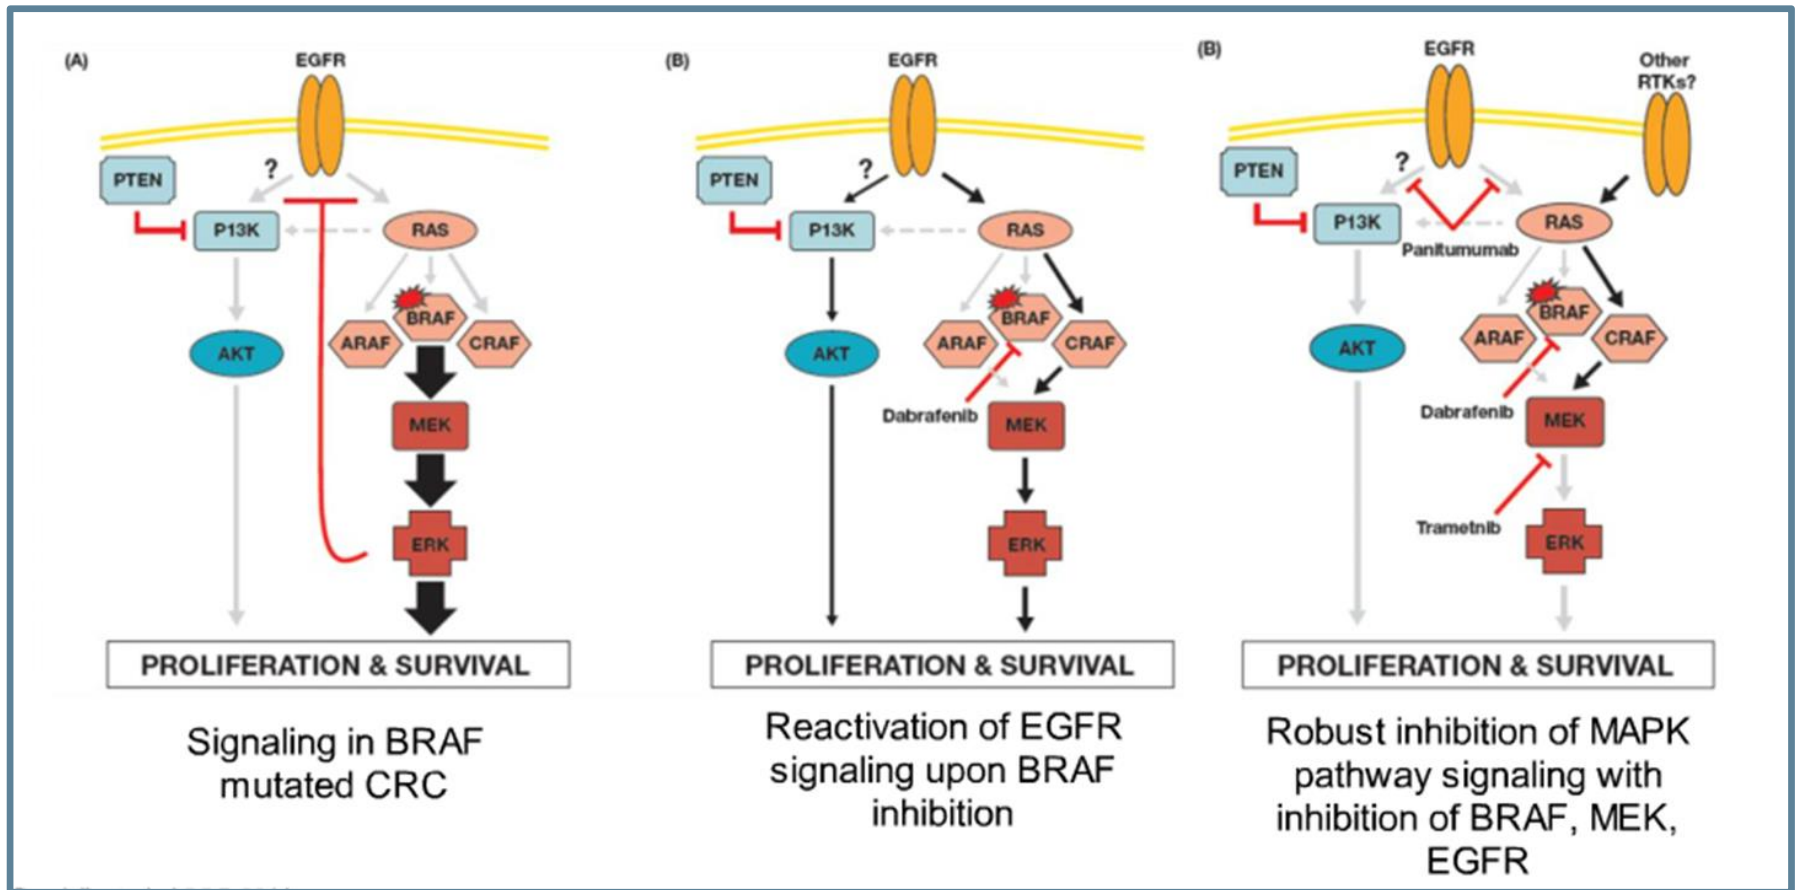 (A)
EGFR
PTEN
?
P13K
RAS
BRAF
ARAF
CRAF
AKT
MEK
ERK
PROLIFERATION & SURVIVAL
Signaling in BRAF
mutated CRC
(B)
EGFR
PTEN
?
P13K
RAS
BRAF
ARAF
CRAF
AKT
Dabrafenib
MEK
ERK
PROLIFERATION & SURVIVAL
Reactivation of EGFR
signaling upon BRAF
inhibition
(B)
EGFR
Other
RTKs?
PTEN
?
P13K
RAS
Panitumumab
BRAF
ARAF
CRAF
AKT
Dabrafenib
MEK
Trametnib
ERK
PROLIFERATION & SURVIVAL
Robust inhibition of MAPK
pathway signaling with
inhibition of BRAF, MEK,
EGFR